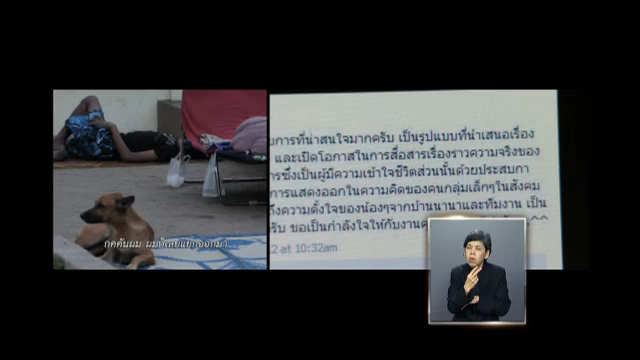 ยการที่น่าสนใจมากครับ เป็นรูปแบบที่นำเสนอเรื่อง
และเปิดโอกาสในการสื่อสารเรื่องราวความจริงของ
ารซึ่งเป็นผู้มีความเข้าใจชีวิตส่วนนั้นด้วยประสบกา
การแสดงออกในความคิดของคนกลุ่มเล็กๆในสังคม
ถึงความตั้งใจของน้องๆจากบ้านนานาและทีมงาน เป็น
รับ ขอเป็นกำลังใจให้กับงาน
2 at 10:32am